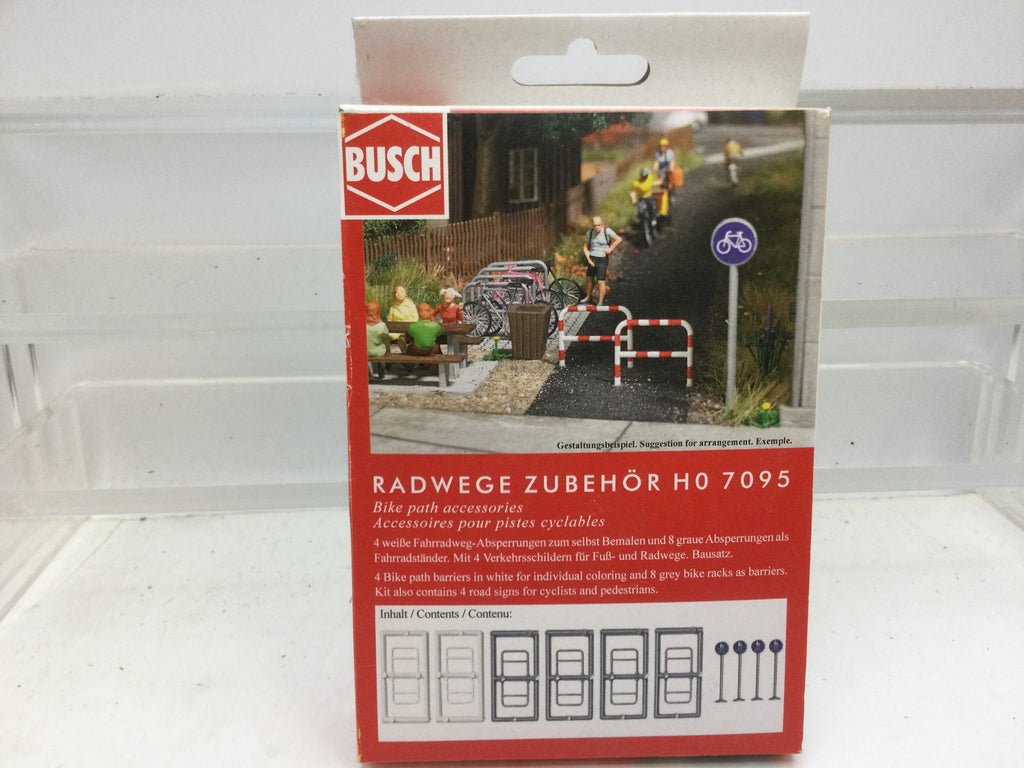 BUSCH
Gestaltungsbeispiel. Suggestion for arrangement. Exemple.
RADWEGE ZUBEHÖR H0 7095
Bike path accessories
Accessoires pour pistes cyclables
4 weiße Fahrradweg-Absperrungen zum selbst Bemalen und 8 graue Absperrungen als
Fahrradständer. Mit 4 Verkehrsschildern für Fuß- und Radwege. Bausatz.
4 Bike path barriers in white for individual coloring and 8 grey bike racks as barriers.
Kit also contains 4 road signs for cyclists and pedestrians.
Inhalt / Contents / Contenu: